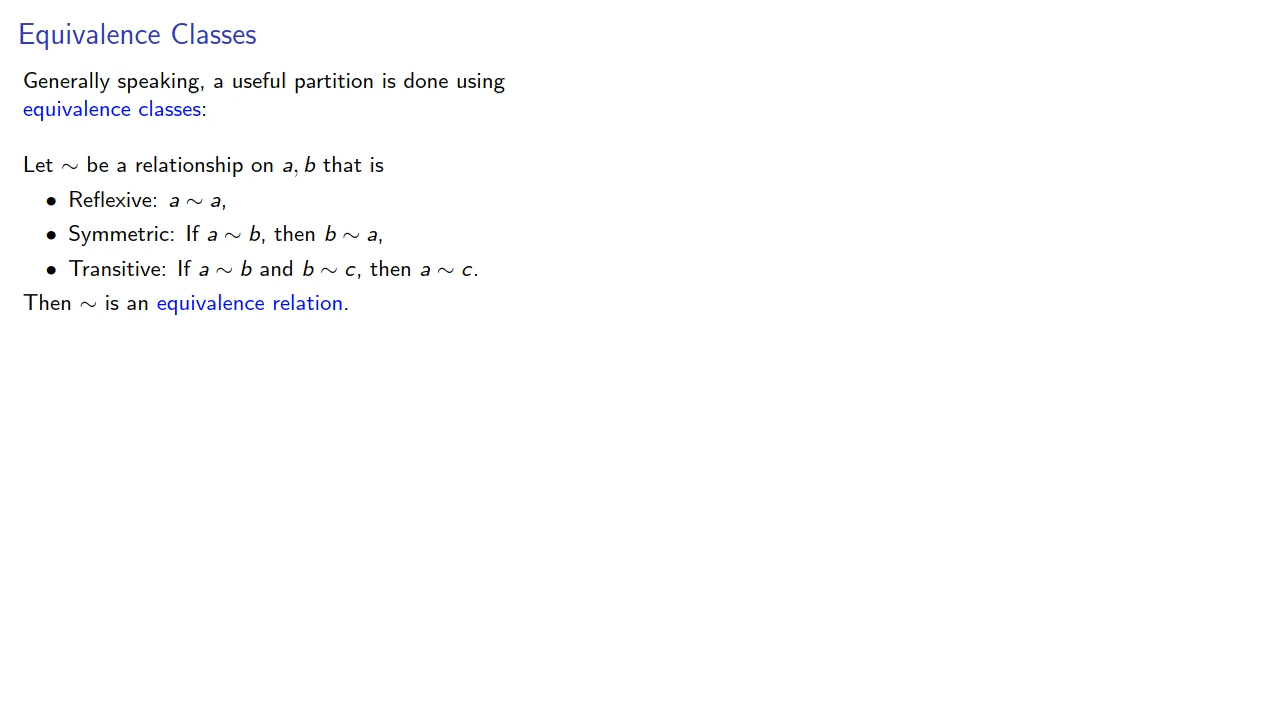 Equivalence Classes
Generally speaking, a useful partition is done using
equivalence classes:
Let ∼ be a relationship on a, b that is
• Reflexive: a ∼ a,
• Symmetric: If a ∼ b, then b ∼ a,
• Transitive: If a ∼ b and b ∼ c, then a ∼ c.
Then ∼ is an equivalence relation.